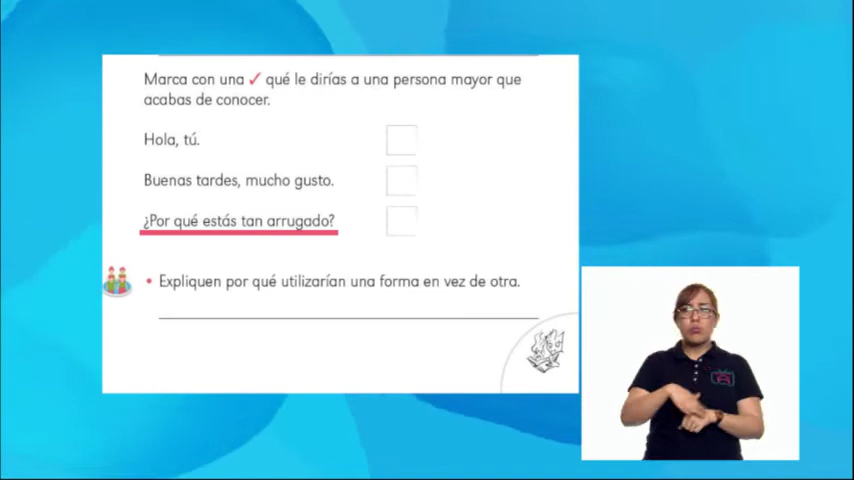 Marca con una ✓ qué le dirías a una persona mayor que
acabas de conocer.
Hola, tú.
Buenas tardes, mucho gusto.
¿Por qué estás tan arrugado?
• Expliquen por qué utilizarían una forma en vez de otra.